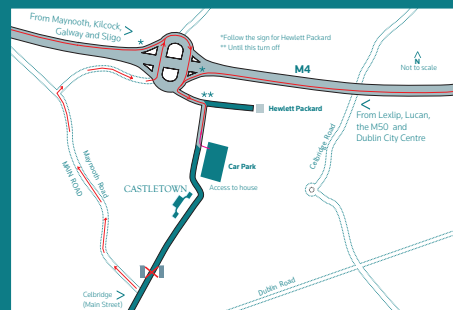 From Maynooth, Kilcock,
Galway and Sligo
*
*Follow the sign for Hewlett Packard
** Until this turn off
*
M4
N
Not to scale
**
Hewlett Packard
From Lexlip, Lucan,
the M50 and
Dublin City Centre
Celbridge Road
Maynooth Road
MAIN ROAD
Car Park
Access to house
CASTLETOWN
Dublin Road
Celbridge
(Main Street)